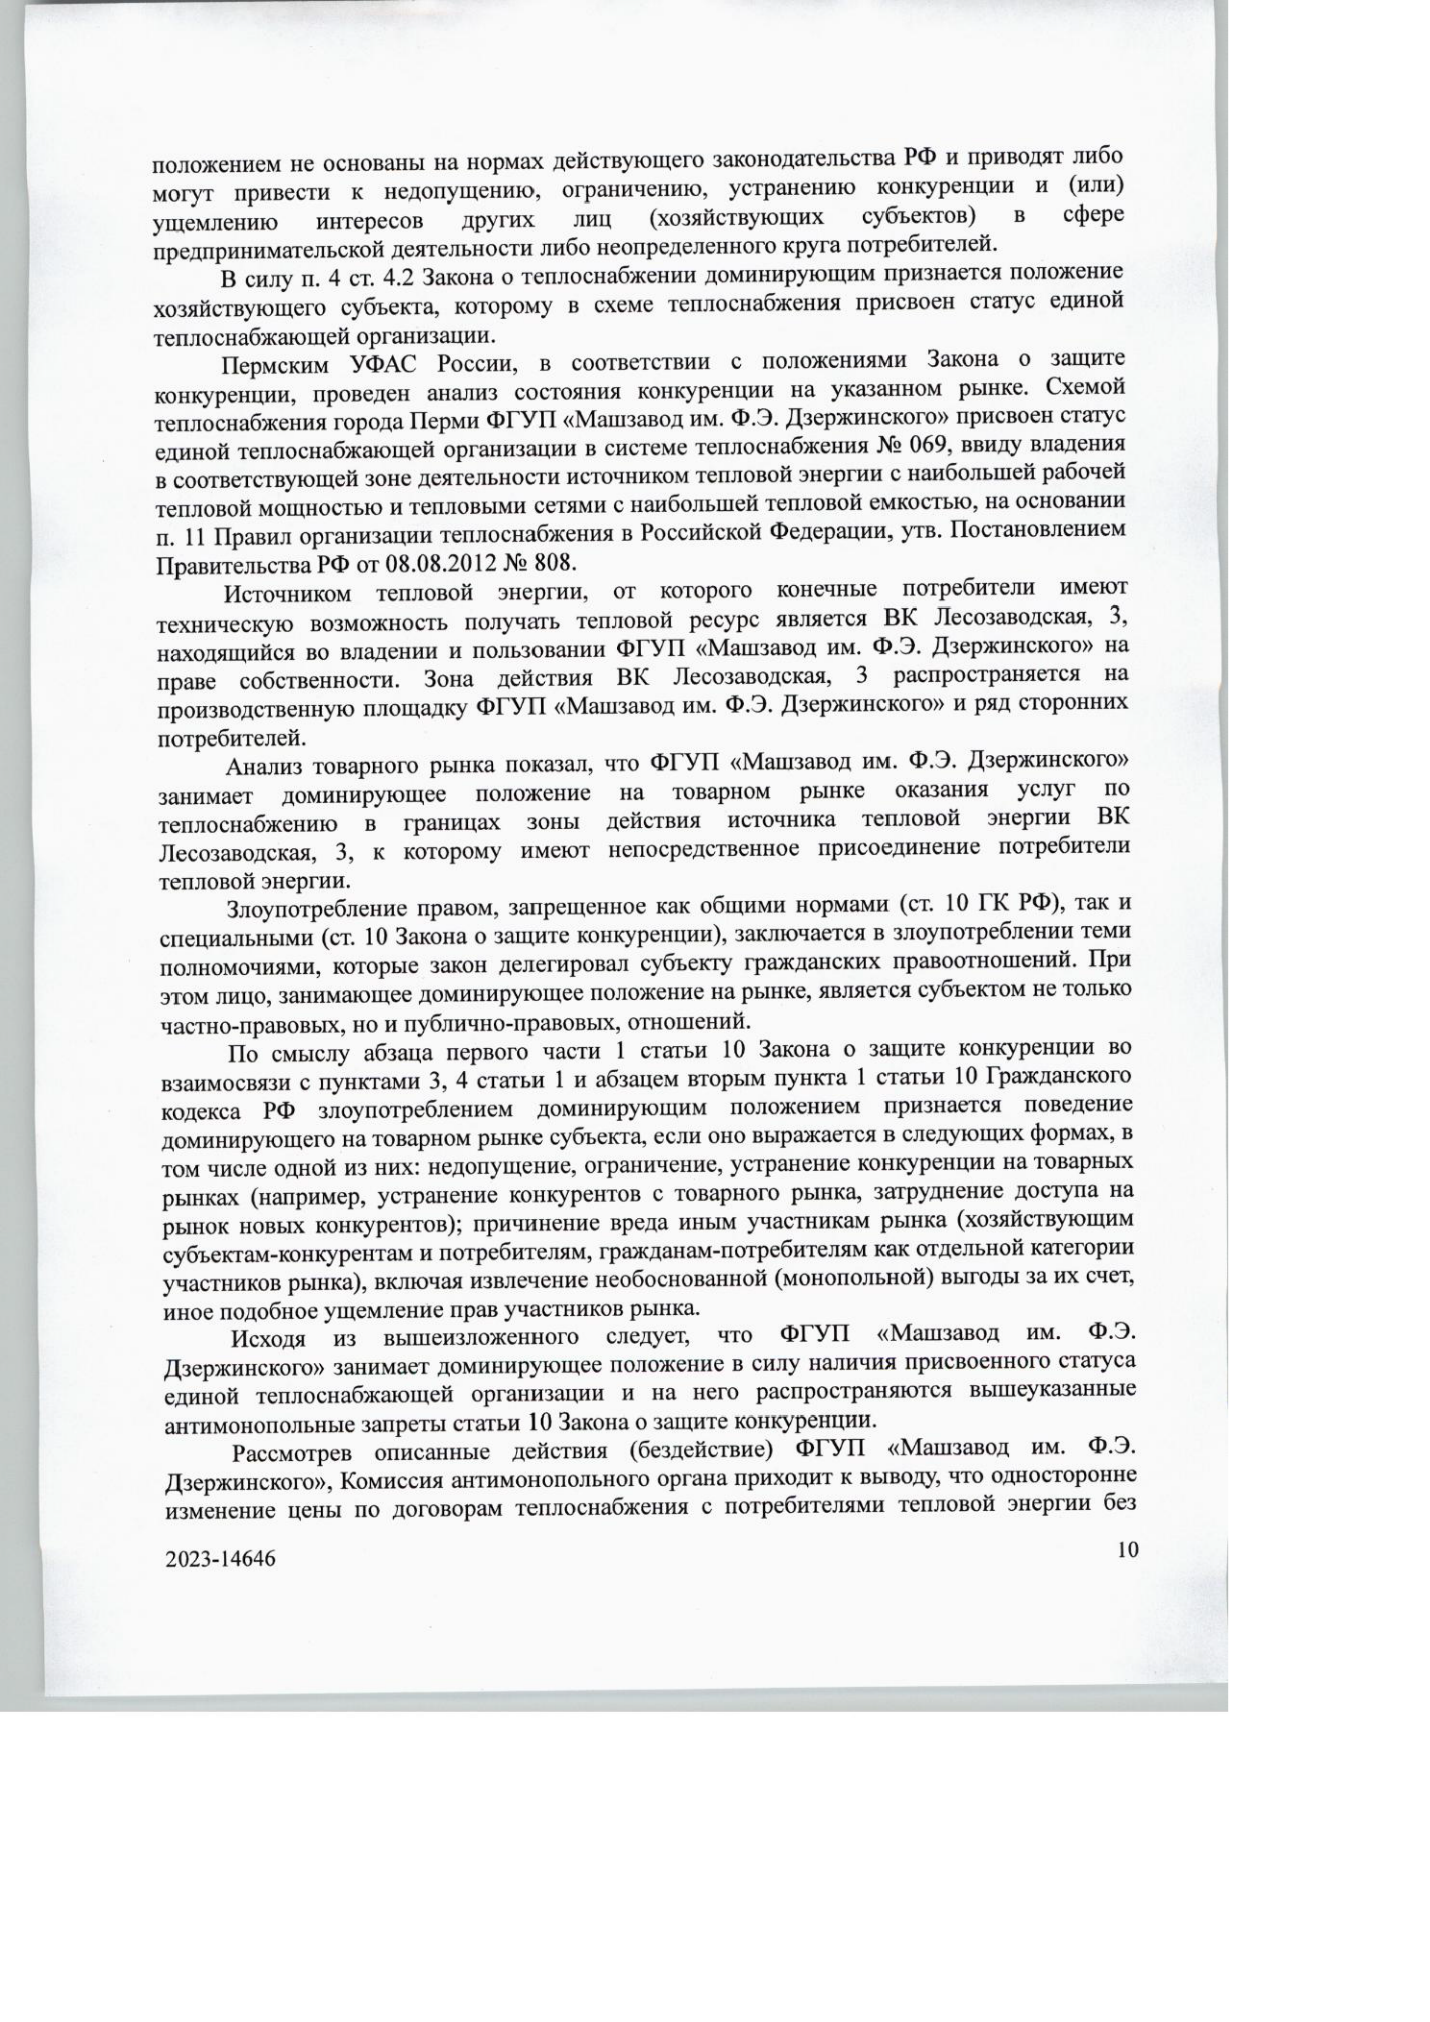 положением не основаны на нормах действующего законодательства РФ и приводят либо
могут привести к недопущению, ограничению, устранению конкуренции и (или)
ущемлению интересов других лиц (хозяйствующих субъектов) в сфере
предпринимательской деятельности либо неопределенного круга потребителей.
В силу п. 4 ст. 4.2 Закона о теплоснабжении доминирующим признается положение
хозяйствующего субъекта, которому в схеме теплоснабжения присвоен статус единой
теплоснабжающей организации.
Пермским УФАС России, в соответствии с положениями Закона о защите
конкуренции, проведен анализ состояния конкуренции на указанном рынке. Схемой
теплоснабжения города Перми ФГУП «Машзавод им. Ф.Э. Дзержинского» присвоен статус
единой теплоснабжающей организации в системе теплоснабжения № 069, ввиду владения
в соответствующей зоне деятельности источником тепловой энергии с наибольшей рабочей
тепловой мощностью и тепловыми сетями с наибольшей тепловой емкостью, на основании
п. 11 Правил организации теплоснабжения в Российской Федерации, утв. Постановлением
Правительства РФ от 08.08.2012 № 808.
Источником тепловой энергии, от которого конечные потребители имеют
техническую возможность получать тепловой ресурс является ВК Лесозаводская, 3,
находящийся во владении и пользовании ФГУП «Машзавод им. Ф.Э. Дзержинского» на
праве собственности. Зона действия ВК Лесозаводская, 3 распространяется на
производственную площадку ФГУП «Машзавод им. Ф.Э. Дзержинского» и ряд сторонних
потребителей.
Анализ товарного рынка показал, что ФГУП «Машзавод им. Ф.Э. Дзержинского»
занимает доминирующее положение на товарном рынке оказания услуг по
теплоснабжению в границах зоны действия источника тепловой энергии ВК
Лесозаводская, 3, к которому имеют непосредственное присоединение потребители
тепловой энергии.
Злоупотребление правом, запрещенное как общими нормами (ст. 10 ГК РФ), так и
специальными (ст. 10 Закона о защите конкуренции), заключается в злоупотреблении теми
полномочиями, которые закон делегировал субъекту гражданских правоотношений. При
этом лицо, занимающее доминирующее положение на рынке, является субъектом не только
частно-правовых, но и публично-правовых, отношений.
По смыслу абзаца первого части 1 статьи 10 Закона о защите конкуренции во
взаимосвязи с пунктами 3, 4 статьи 1 и абзацем вторым пункта 1 статьи 10 Гражданского
кодекса РФ злоупотреблением доминирующим положением признается поведение
доминирующего на товарном рынке субъекта, если оно выражается в следующих формах, в
том числе одной из них: недопущение, ограничение, устранение конкуренции на товарных
рынках (например, устранение конкурентов с товарного рынка, затруднение доступа на
рынок новых конкурентов); причинение вреда иным участникам рынка (хозяйствующим
субъектам-конкурентам и потребителям, гражданам-потребителям как отдельной категории
участников рынка), включая извлечение необоснованной (монопольной) выгоды за их счет,
иное подобное ущемление прав участников рынка.
Исходя из вышеизложенного следует, что ФГУП «Машзавод им. Ф.Э.
Дзержинского» занимает доминирующее положение в силу наличия присвоенного статуса
единой теплоснабжающей организации и на него распространяются вышеуказанные
антимонопольные запреты статьи 10 Закона о защите конкуренции.
Рассмотрев описанные действия (бездействие) ФГУП «Машзавод им. Ф.Э.
Дзержинского», Комиссия антимонопольного органа приходит к выводу, что односторонне
изменение цены по договорам теплоснабжения с потребителями тепловой энергии без
2023-14646
10